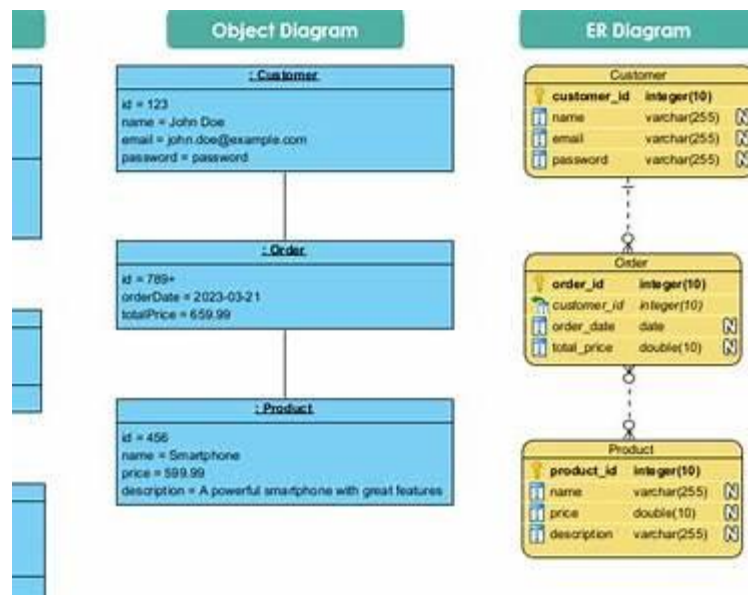 Object Diagram
: Customer
id = 123
name = John Doe
email = john.doe@example.com
password = password
: Order
id = 789+
orderDate = 2023-03-21
totalPrice = 659.99
: Product
id = 456
name = Smartphone
price = 599.99
description = A powerful smartphone with great features
ER Diagram
Customer
customer_id integer(10)
name varchar(255) N
email varchar(255) N
password varchar(255) N
Order
order_id integer(10)
customer_id integer(10)
order_date date N
total_price double(10) N
Product
product_id integer(10)
name varchar(255) N
price double(10) N
description varchar(255) N